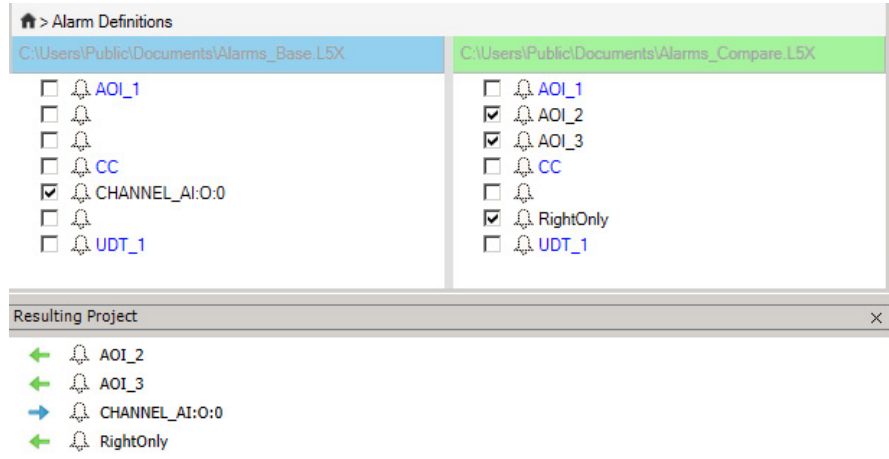 > Alarm Definitions
C:\Users\Public\Documents\Alarms_Base.L5X
C:\Users\Public\Documents\Alarms_Compare.L5X
AOI_1
CC
CHANNEL_AI:O:0
UDT_1
AOI_1
AOI_2
AOI_3
CC
RightOnly
UDT_1
Resulting Project
AOI_2
AOI_3
CHANNEL_AI:O:0
RightOnly